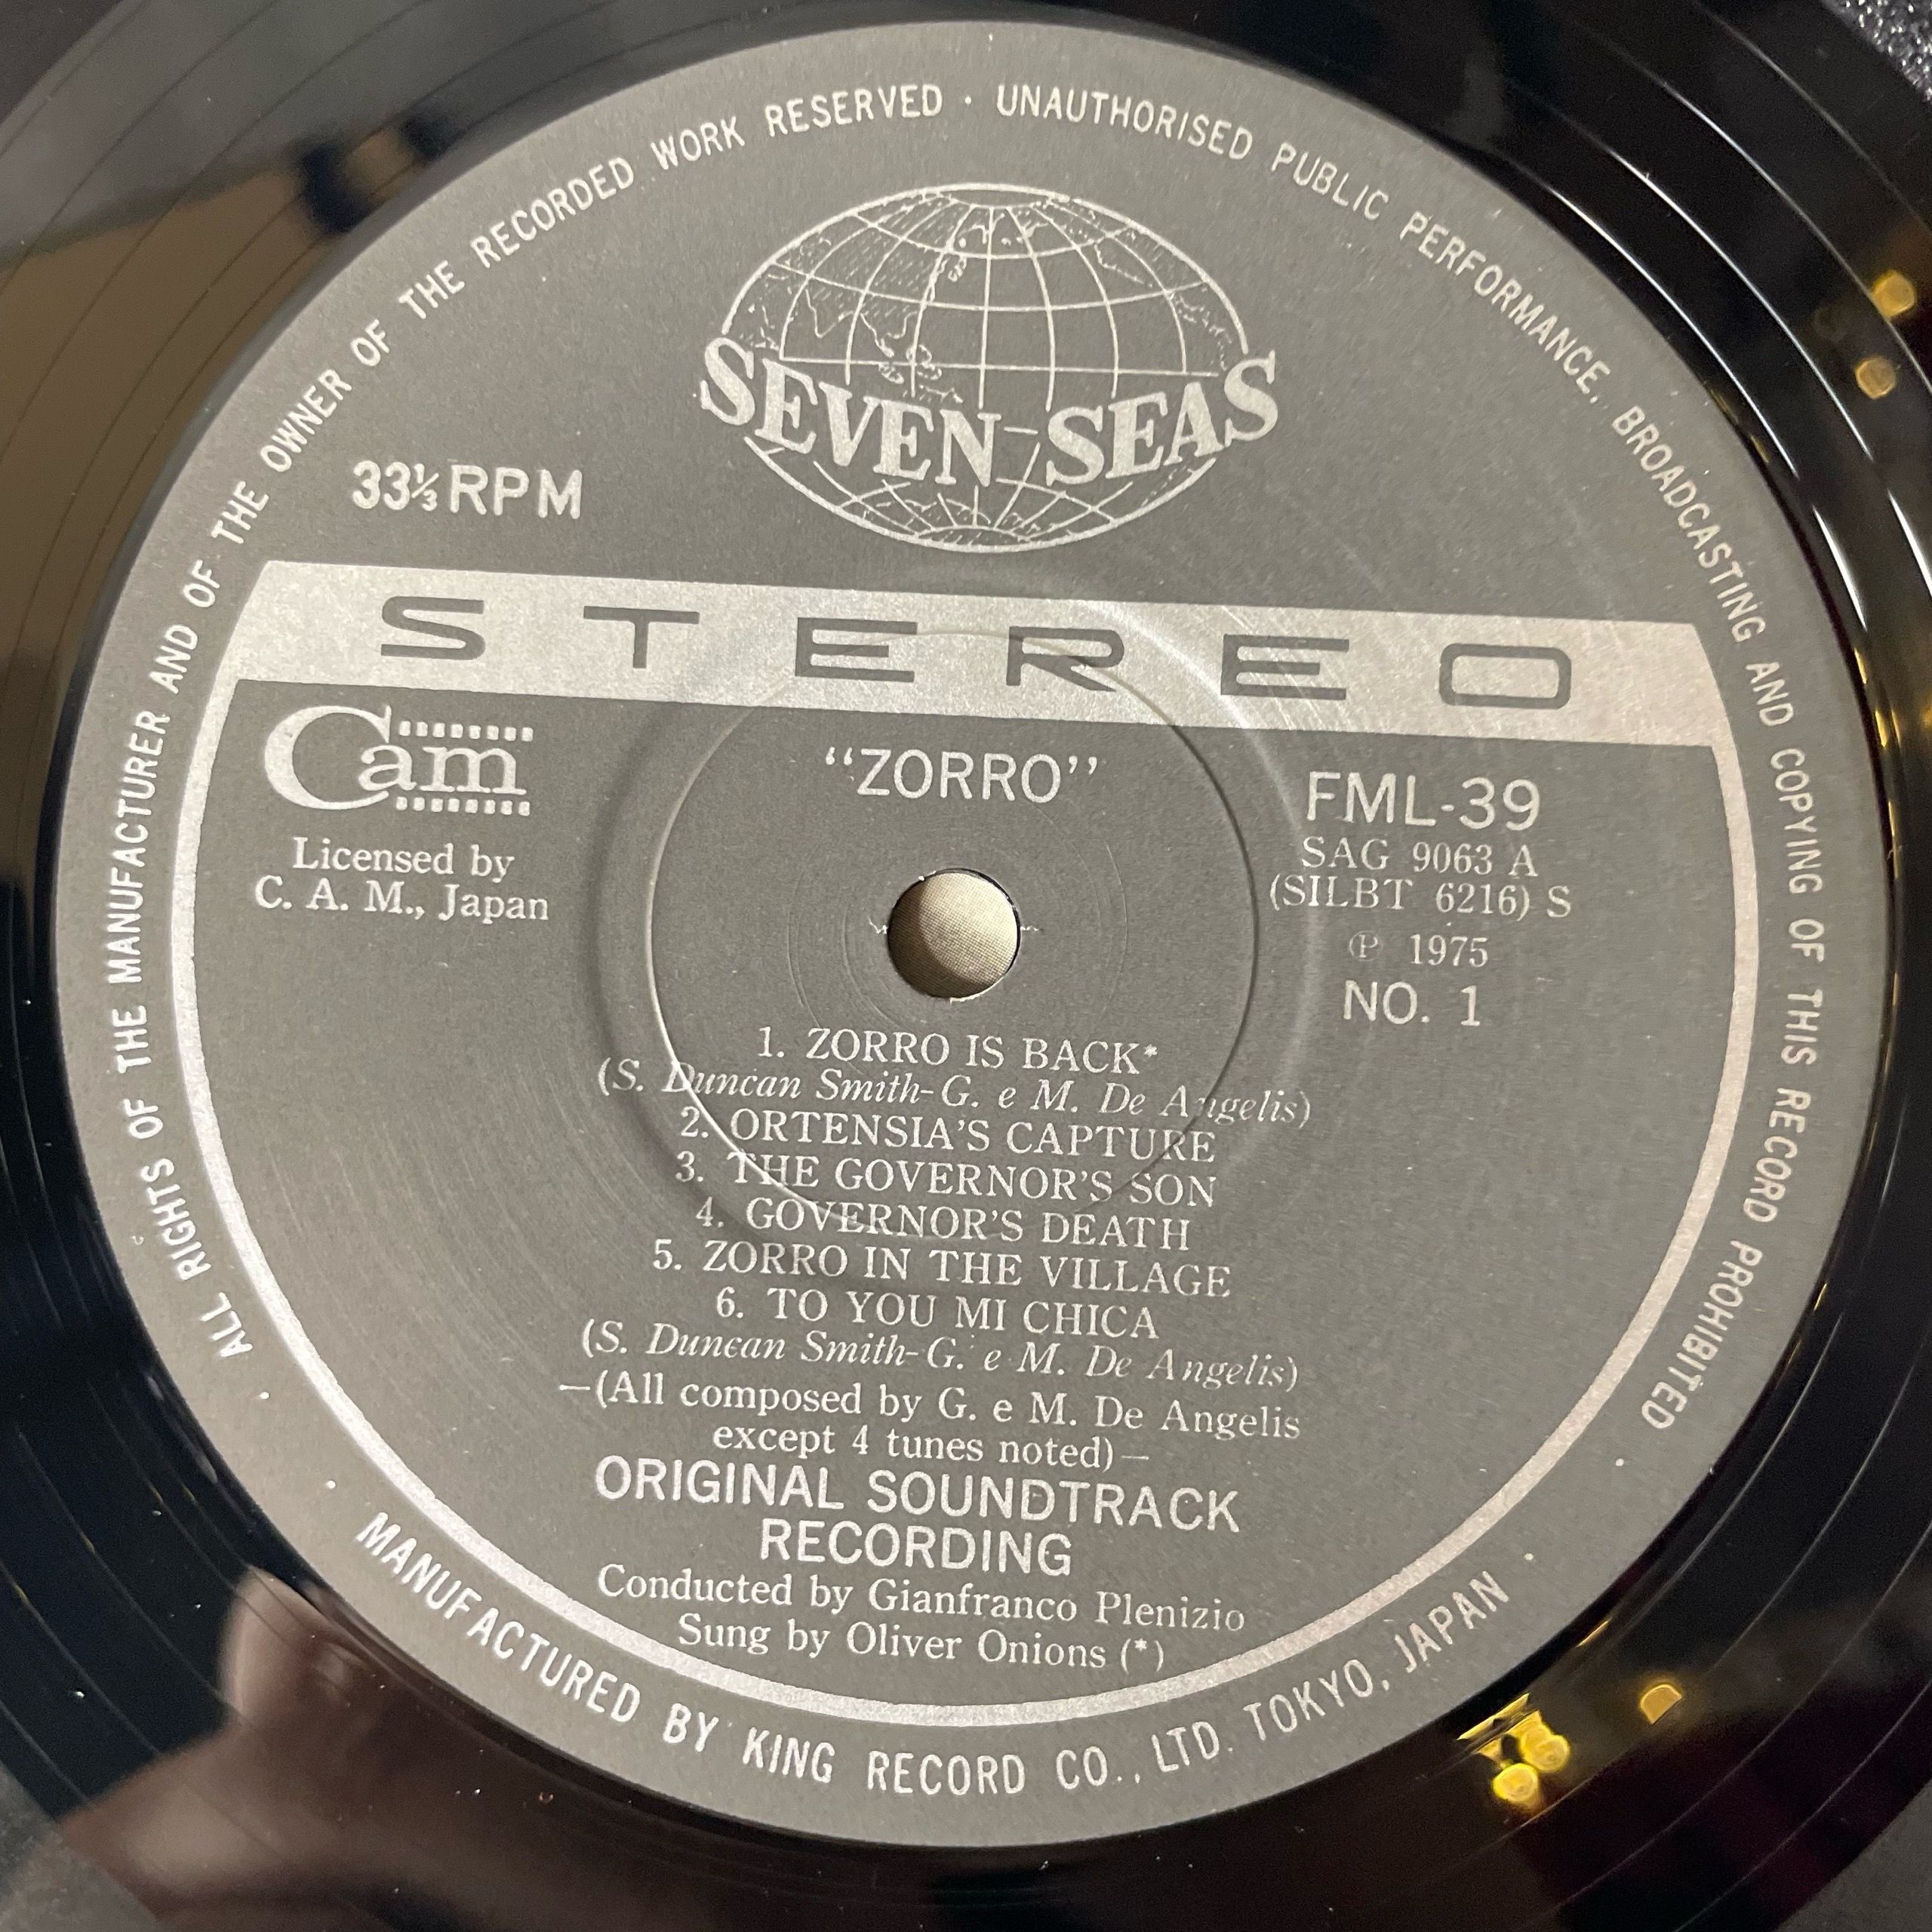 ALL RIGHTS OF THE MANUFACTURER AND OF THE OWNER OF THE RECORDED WORK RESERVED · UNAUTHORISED PUBLIC PERFORMANCE, BROADCASTING AND COPYING OF THIS RECORD PROHIBITED
SEVEN SEAS
33⅓ RPM
STEREO
Cam
Licensed by
C. A. M., Japan
“ZORRO”
FML-39
SAG 9063 A
(SILBT 6216) S
℗ 1975
NO. 1
1. ZORRO IS BACK*
(S. Duncan Smith-G. e M. De Angelis)
2. ORTENSIA'S CAPTURE
3. THE GOVERNOR'S SON
4. GOVERNOR'S DEATH
5. ZORRO IN THE VILLAGE
6. TO YOU MI CHICA
(S. Duncan Smith-G. e M. De Angelis)
—(All composed by G. e M. De Angelis
except 4 tunes noted)—
ORIGINAL SOUNDTRACK
RECORDING
Conducted by Gianfranco Plenizio
Sung by Oliver Onions (*)
· MANUFACTURED BY KING RECORD CO., LTD. TOKYO, JAPAN ·